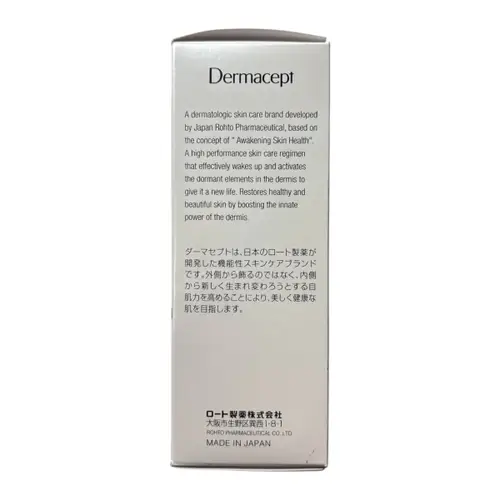 Dermacept
A dermatologic skin care brand developed
by Japan Rohto Pharmaceutical, based on
the concept of " Awakening Skin Health".
A high performance skin care regimen
that effectively wakes up and activates
the dormant elements in the dermis to
give it a new life. Restores healthy and
beautiful skin by boosting the innate
power of the dermis.
ダーマセプトは、日本のロート製薬が
開発した機能性スキンケアブランド
です。外側から飾るのではなく、内側
から新しく生まれ変わろうとする自
肌力を高めることにより、美しく健康な
肌を目指します。
ロート製薬株式会社
大阪市生野区巽西1-8-1
ROHTO PHARMACEUTICAL CO., LTD.
MADE IN JAPAN